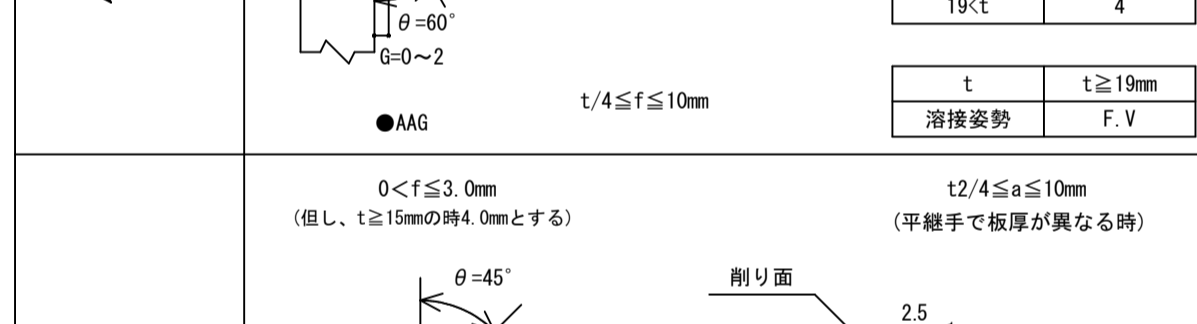 19<t 4
θ=60°
G=0～2
t t≧19mm
t/4≦f≦10mm
溶接姿勢 F.V
●AAG
0<f≦3.0mm
t2/4≦a≦10mm
(但し、t≧15mmの時4.0mmとする)
(平継手で板厚が異なる時)
θ=45°
削り面
2.5